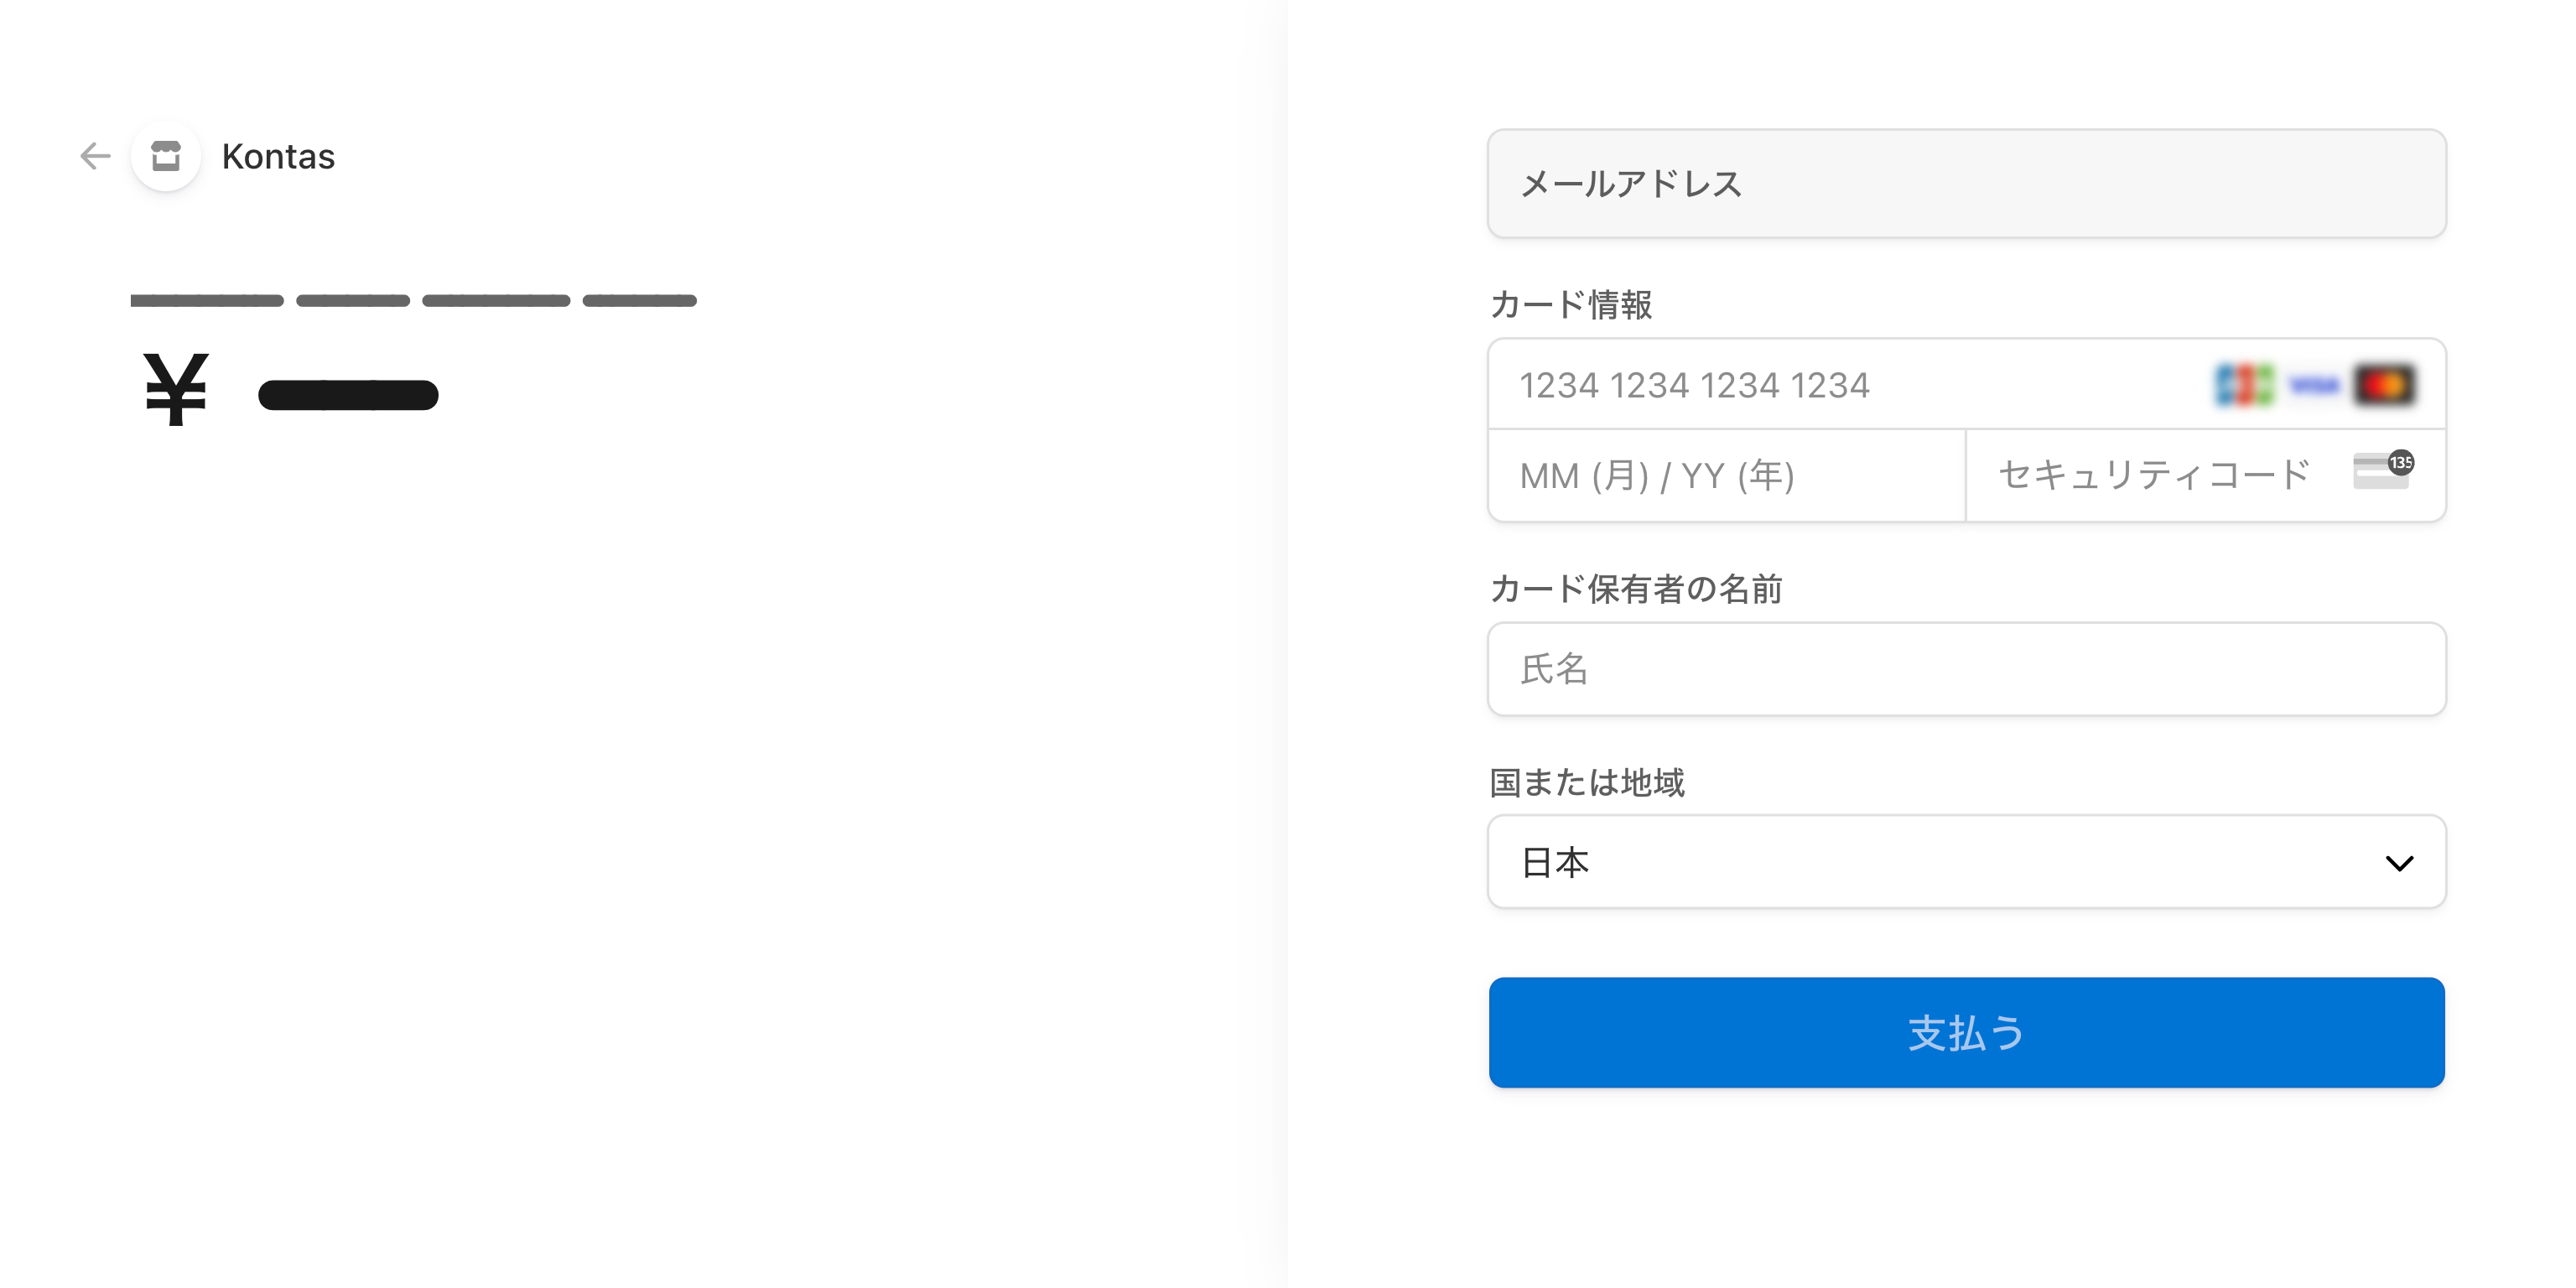 Kontas
¥
メールアドレス
カード情報
1234 1234 1234 1234
VISA
MM (月) / YY (年)
セキュリティコード
135
カード保有者の名前
氏名
国または地域
日本
支払う